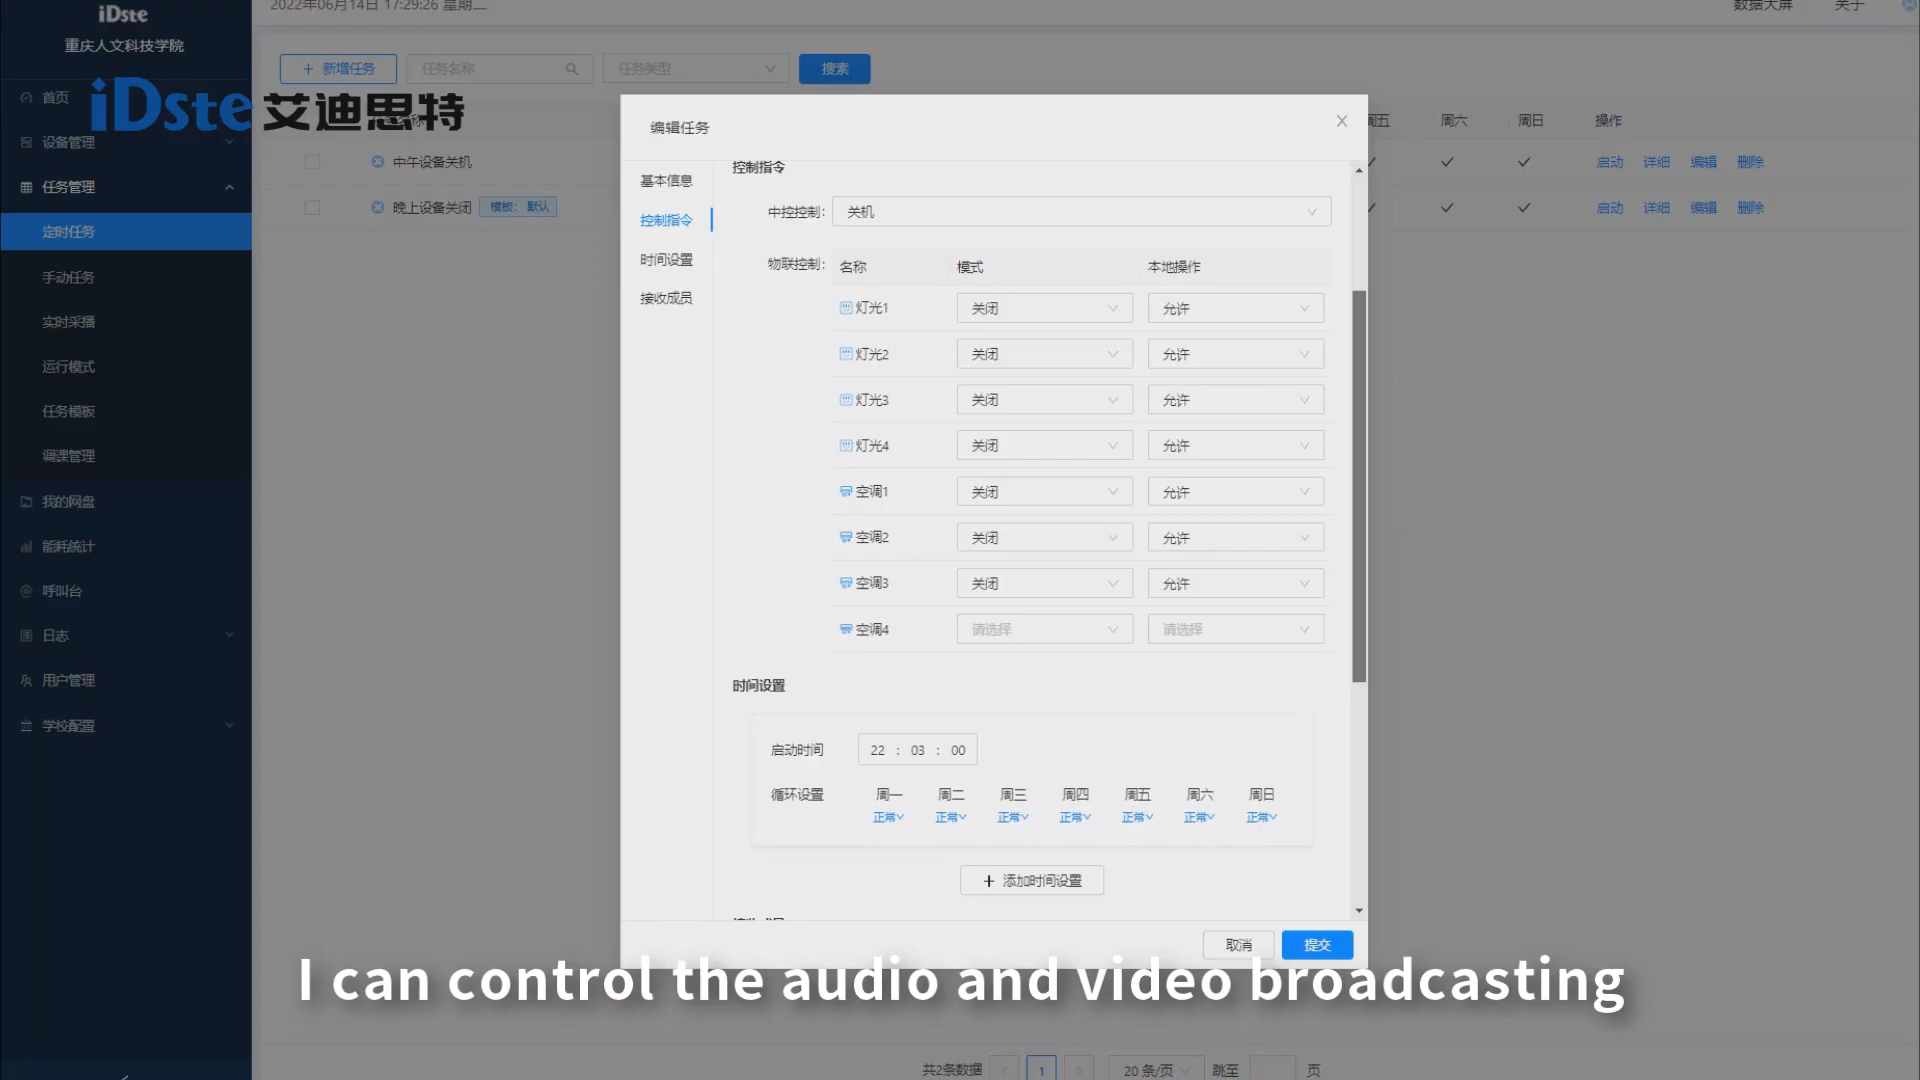 iDste
重庆人文科技学院
2022年06月14日 17:29:26 星期二
数据大屏 关于
新增任务 任务名称 任务类型 搜索
iDste 艾迪思特
首页
设备管理
任务管理
定时任务
手动任务
实时采播
运行模式
任务模板
调课管理
我的网盘
能耗统计
呼叫台
日志
用户管理
学校配置
周五 周六 周日 操作
中午设备关机 启动 详细 编辑 删除
晚上设备关闭 模板: 默认 启动 详细 编辑 删除
编辑任务
基本信息
控制指令
时间设置
接收成员
控制指令
中控控制: 关机
物联控制: 名称 模式 本地操作
灯光1 关闭 允许
灯光2 关闭 允许
灯光3 关闭 允许
灯光4 关闭 允许
空调1 关闭 允许
空调2 关闭 允许
空调3 关闭 允许
空调4 请选择 请选择
时间设置
启动时间 22 : 03 : 00
循环设置 周一 周二 周三 周四 周五 周六 周日
正常 正常 正常 正常 正常 正常 正常
+ 添加时间设置
取消 提交
I can control the audio and video broadcasting
共2条数据 1 20 条/页 跳至 页